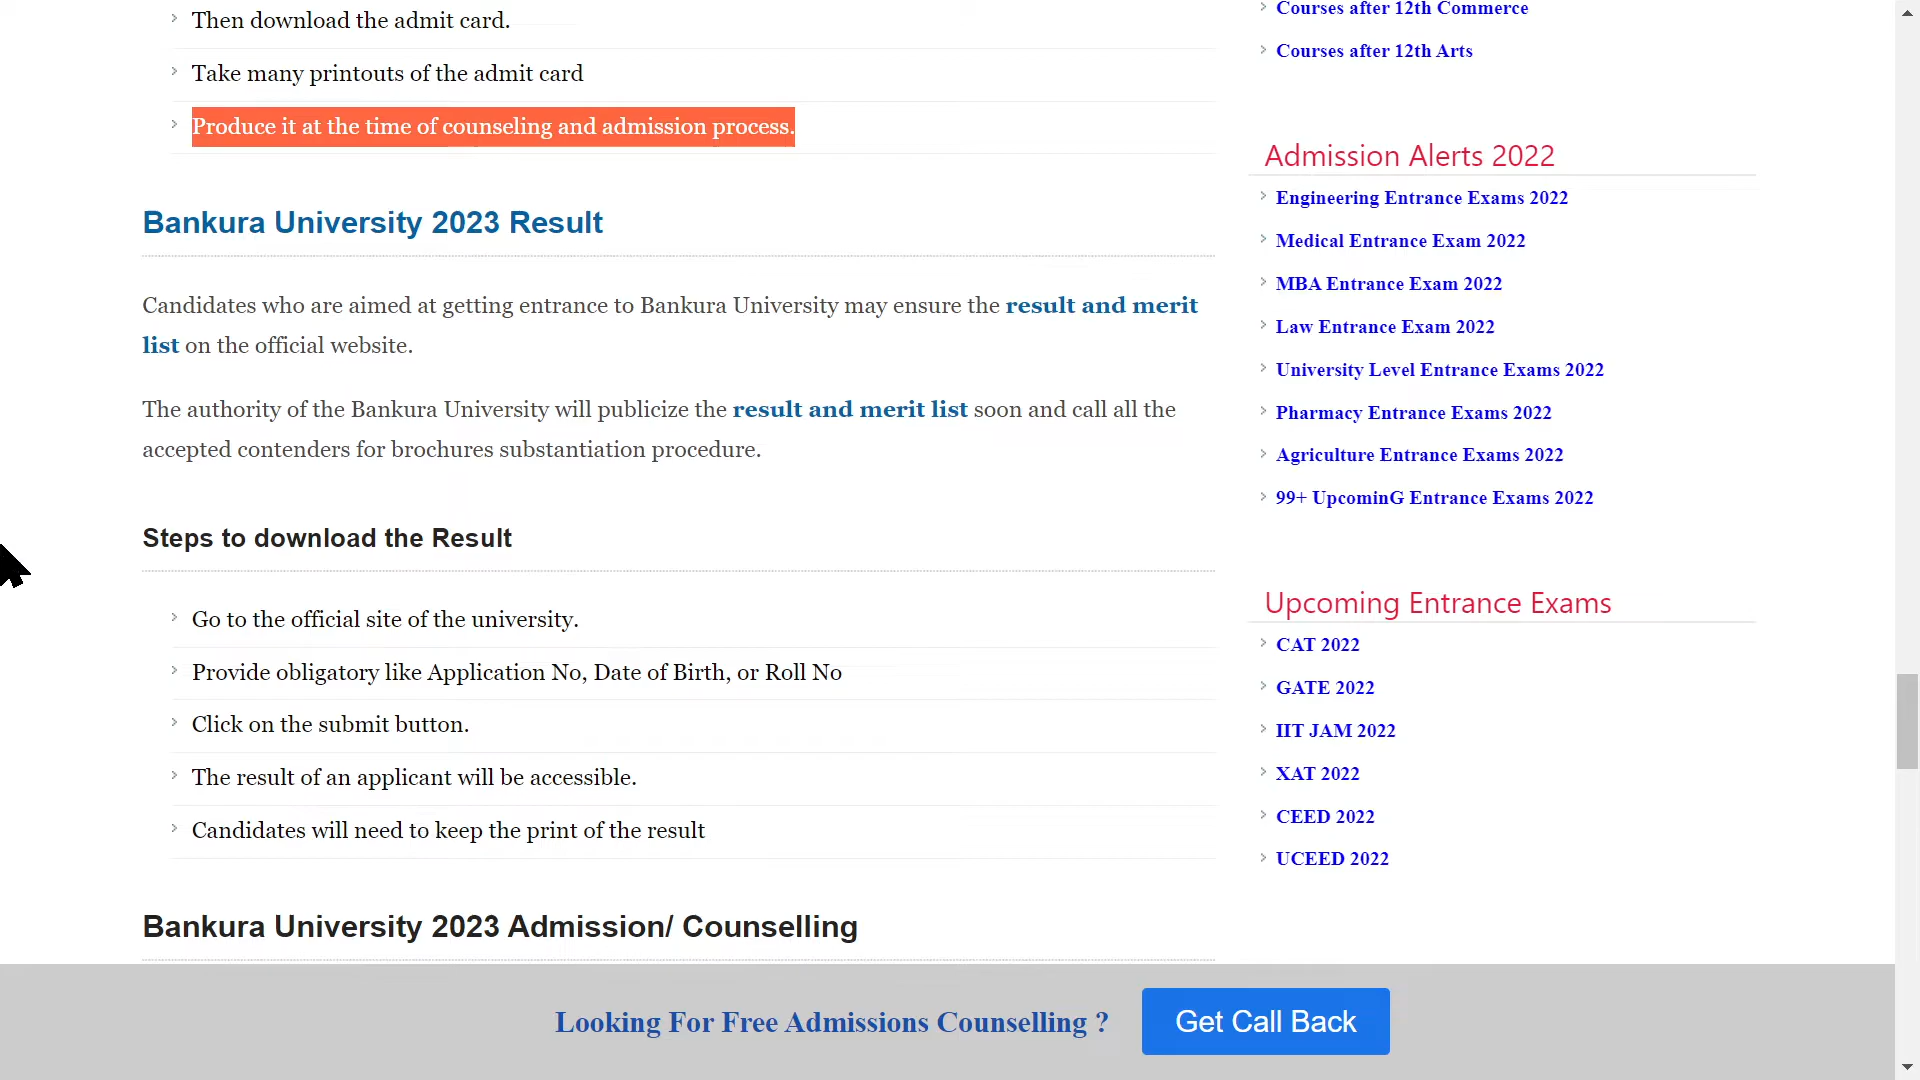 Then download the admit card.
Take many printouts of the admit card
Produce it at the time of counseling and admission process.
Bankura University 2023 Result
Candidates who are aimed at getting entrance to Bankura University may ensure the result and merit
list on the official website.
The authority of the Bankura University will publicize the result and merit list soon and call all the
accepted contenders for brochures substantiation procedure.
Steps to download the Result
Go to the official site of the university.
Provide obligatory like Application No, Date of Birth, or Roll No
Click on the submit button.
The result of an applicant will be accessible.
Candidates will need to keep the print of the result
Bankura University 2023 Admission/ Counselling
Courses after 12th Commerce
Courses after 12th Arts
Admission Alerts 2022
Engineering Entrance Exams 2022
Medical Entrance Exam 2022
MBA Entrance Exam 2022
Law Entrance Exam 2022
University Level Entrance Exams 2022
Pharmacy Entrance Exams 2022
Agriculture Entrance Exams 2022
99+ UpcominG Entrance Exams 2022
Upcoming Entrance Exams
CAT 2022
GATE 2022
IIT JAM 2022
XAT 2022
CEED 2022
UCEED 2022
Looking For Free Admissions Counselling ?
Get Call Back